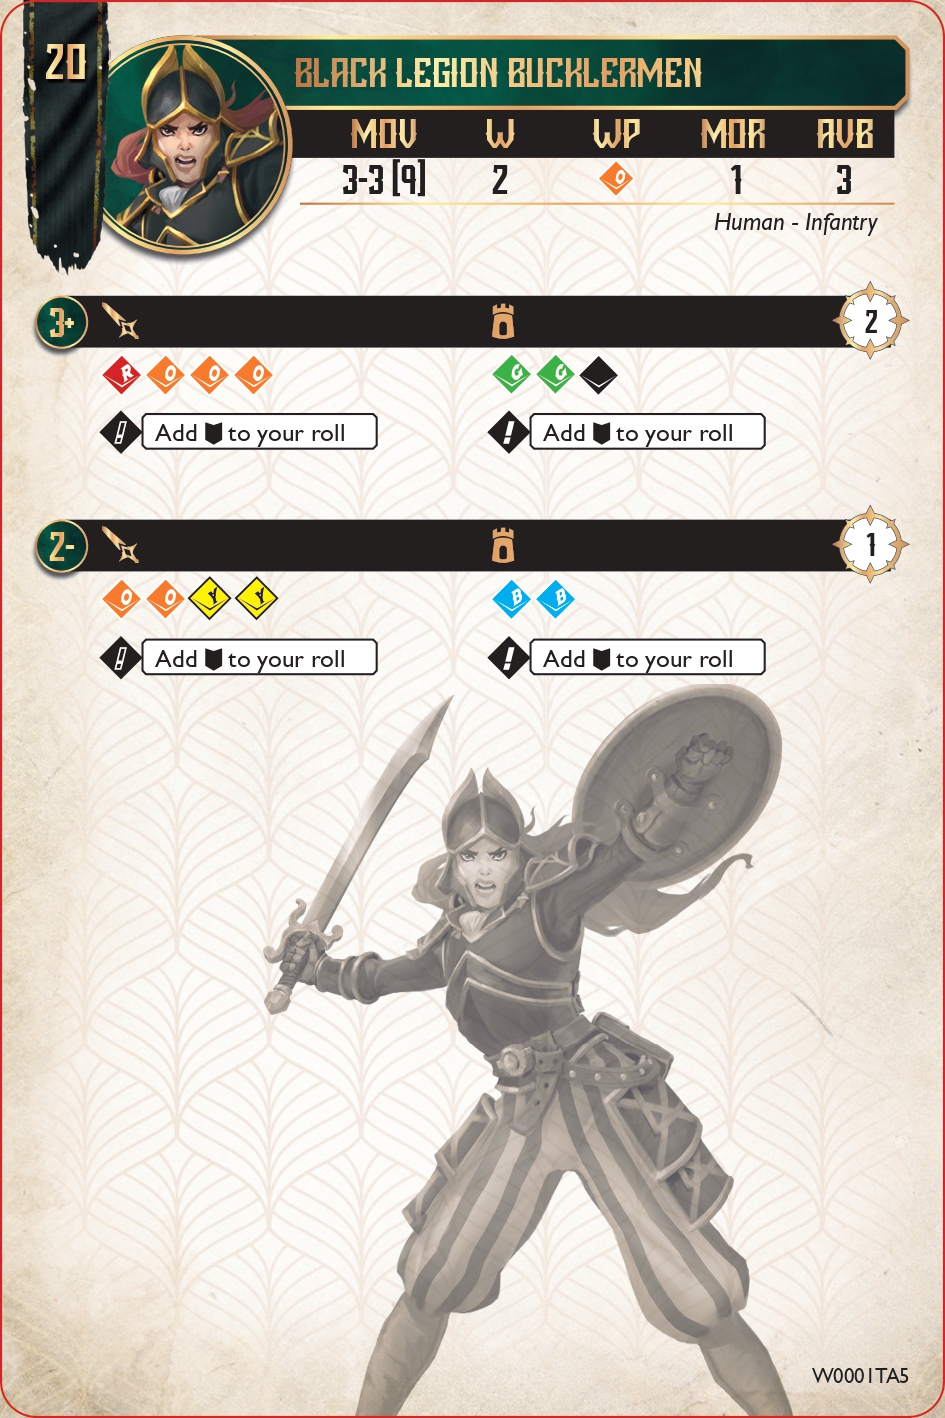 20
BLACK LEGION BUCKLERMEN
MOV W WP MOR AVB
3-3 [9] 2 O 1 3
Human - Infantry
3+ 2
R O O O G G
! Add to your roll ! Add to your roll
2- 1
O O Y Y B B
! Add to your roll ! Add to your roll
W0001TA5